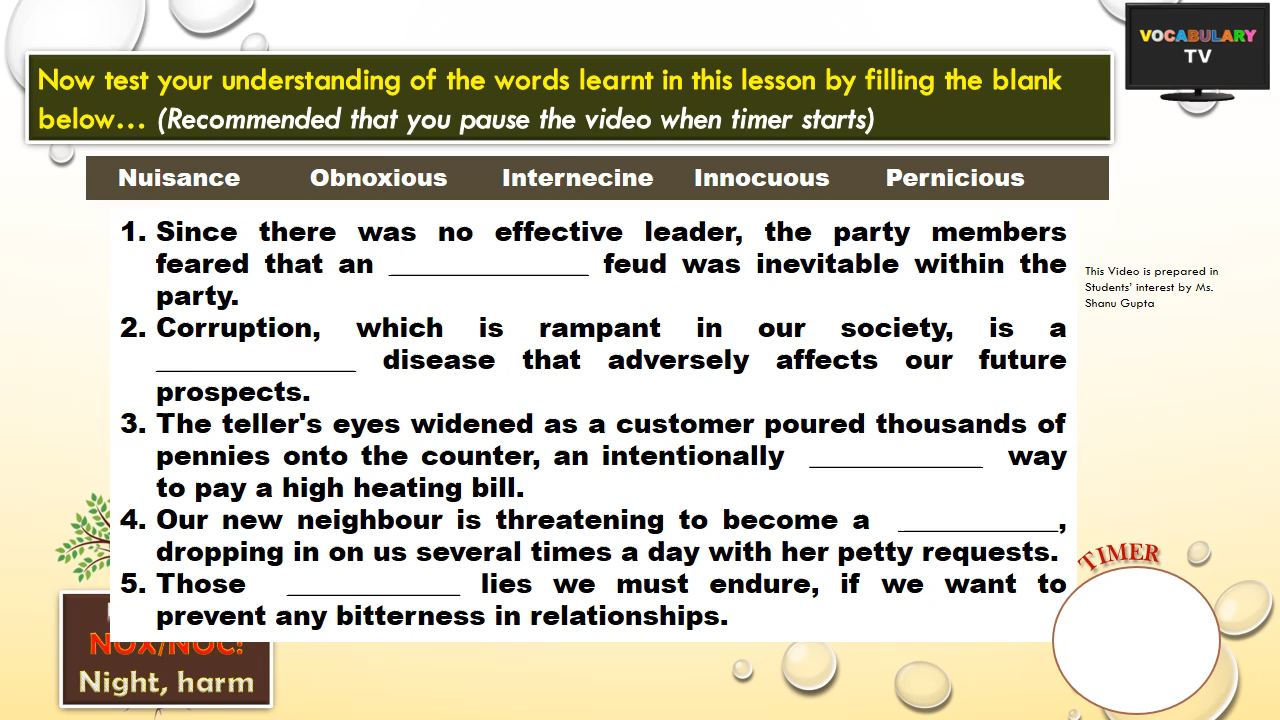 VOCABULARY
TV
Now test your understanding of the words learnt in this lesson by filling the blank
below... (Recommended that you pause the video when timer starts)
Nuisance Obnoxious Internecine Innocuous Pernicious
1. Since there was no effective leader, the party members
feared that an ______________ feud was inevitable within the
party.
2. Corruption, which is rampant in our society, is a
______________ disease that adversely affects our future
prospects.
3. The teller's eyes widened as a customer poured thousands of
pennies onto the counter, an intentionally ____________ way
to pay a high heating bill.
4. Our new neighbour is threatening to become a ___________,
dropping in on us several times a day with her petty requests.
5. Those ____________ lies we must endure, if we want to
prevent any bitterness in relationships.
This Video is prepared in
Students' interest by Ms.
Shanu Gupta
TIMER
NOX/NOC:
Night, harm